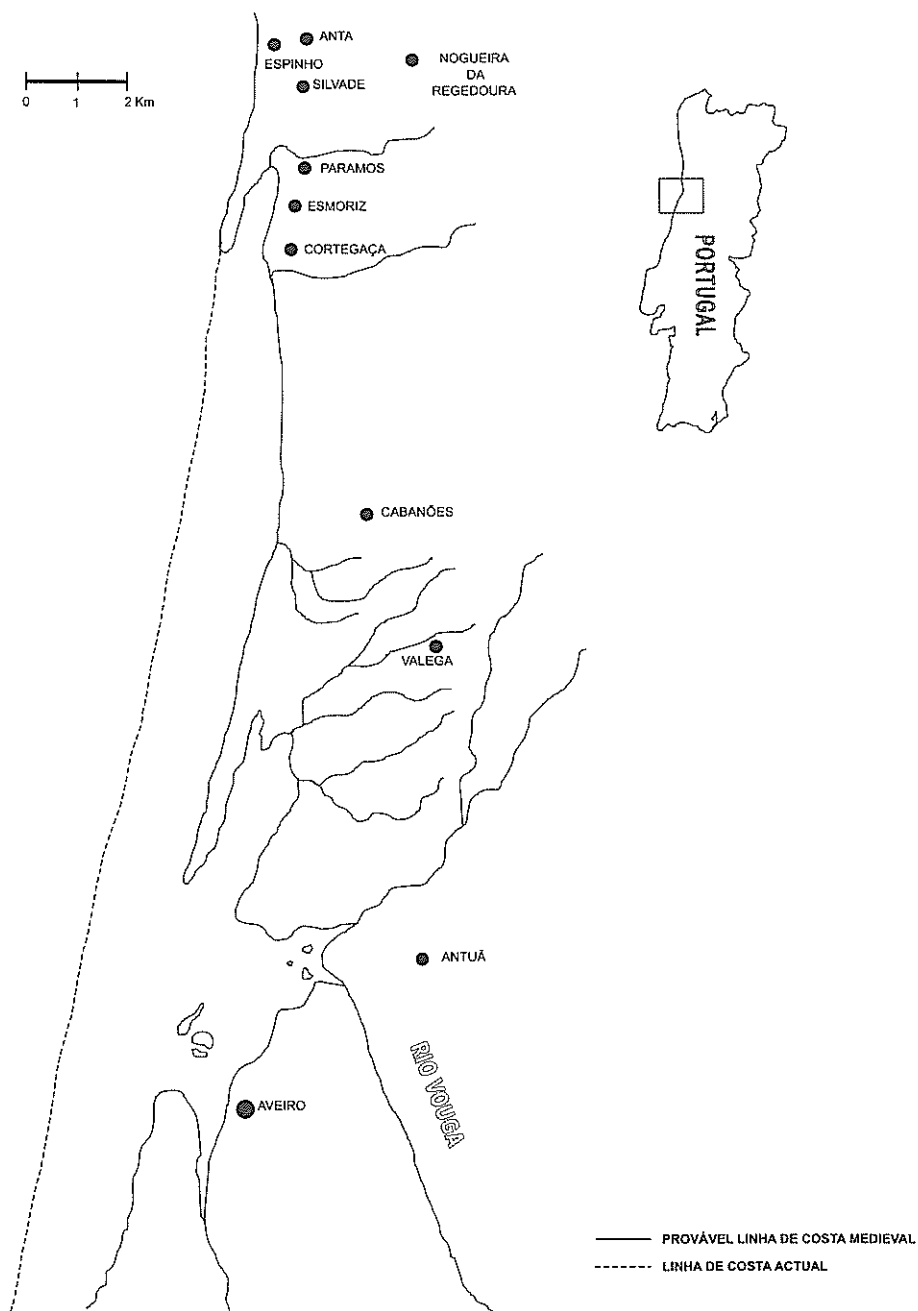 ANTA
ESPINHO
NOGUEIRA
DA
REGEDOURA
SILVADE
0 1 2 Km
PARAMOS
ESMORIZ
CORTEGAÇA
PORTUGAL
CABANÕES
VALEGA
ANTUÃ
RIO VOUGA
AVEIRO
PROVÁVEL LINHA DE COSTA MEDIEVAL
LINHA DE COSTA ACTUAL